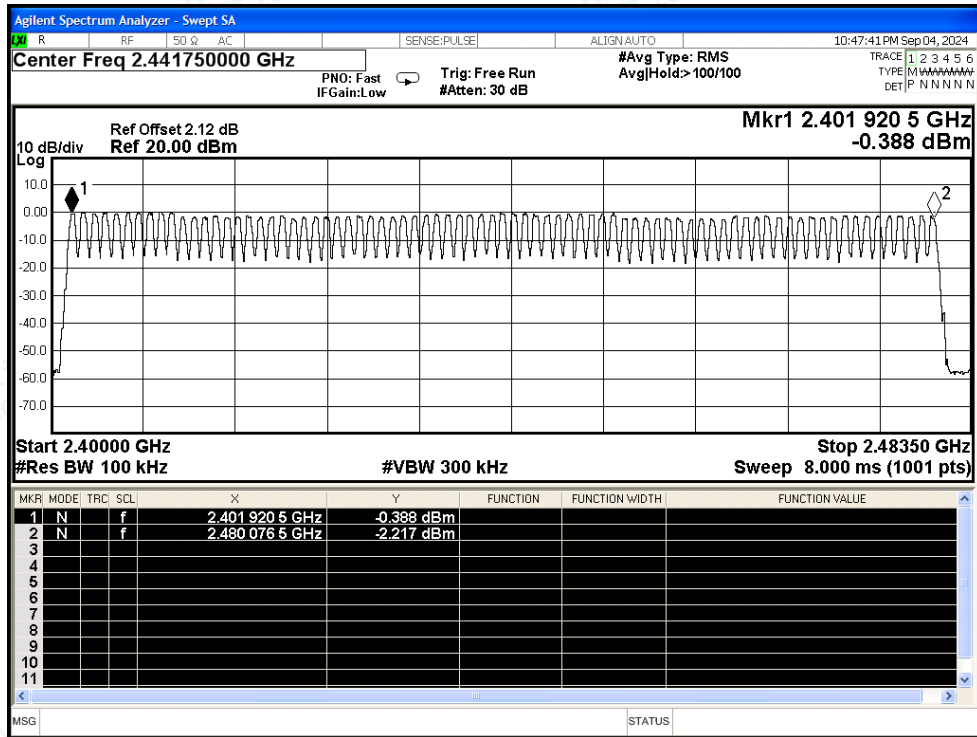 Agilent Spectrum Analyzer - Swept SA
LXI R RF 50 Ω AC SENSE:PULSE ALIGN AUTO 10:47:41 PM Sep 04, 2024
Center Freq 2.441750000 GHz #Avg Type: RMS TRACE 1 2 3 4 5 6
PNO: Fast Trig: Free Run Avg|Hold:>100/100 TYPE M
IFGain:Low #Atten: 30 dB DET P N N N N N
Mkr1 2.401 920 5 GHz
Ref Offset 2.12 dB
10 dB/div Ref 20.00 dBm -0.388 dBm
Log
10.0
1
2
0.00
-10.0
-20.0
-30.0
-40.0
-50.0
-60.0
-70.0
Start 2.40000 GHz Stop 2.48350 GHz
#Res BW 100 kHz #VBW 300 kHz Sweep 8.000 ms (1001 pts)
MKR MODE TRC SCL X Y FUNCTION FUNCTION WIDTH FUNCTION VALUE
1 N f 2.401 920 5 GHz -0.388 dBm
2 N f 2.480 076 5 GHz -2.217 dBm
3
4
5
6
7
8
9
10
11
MSG STATUS